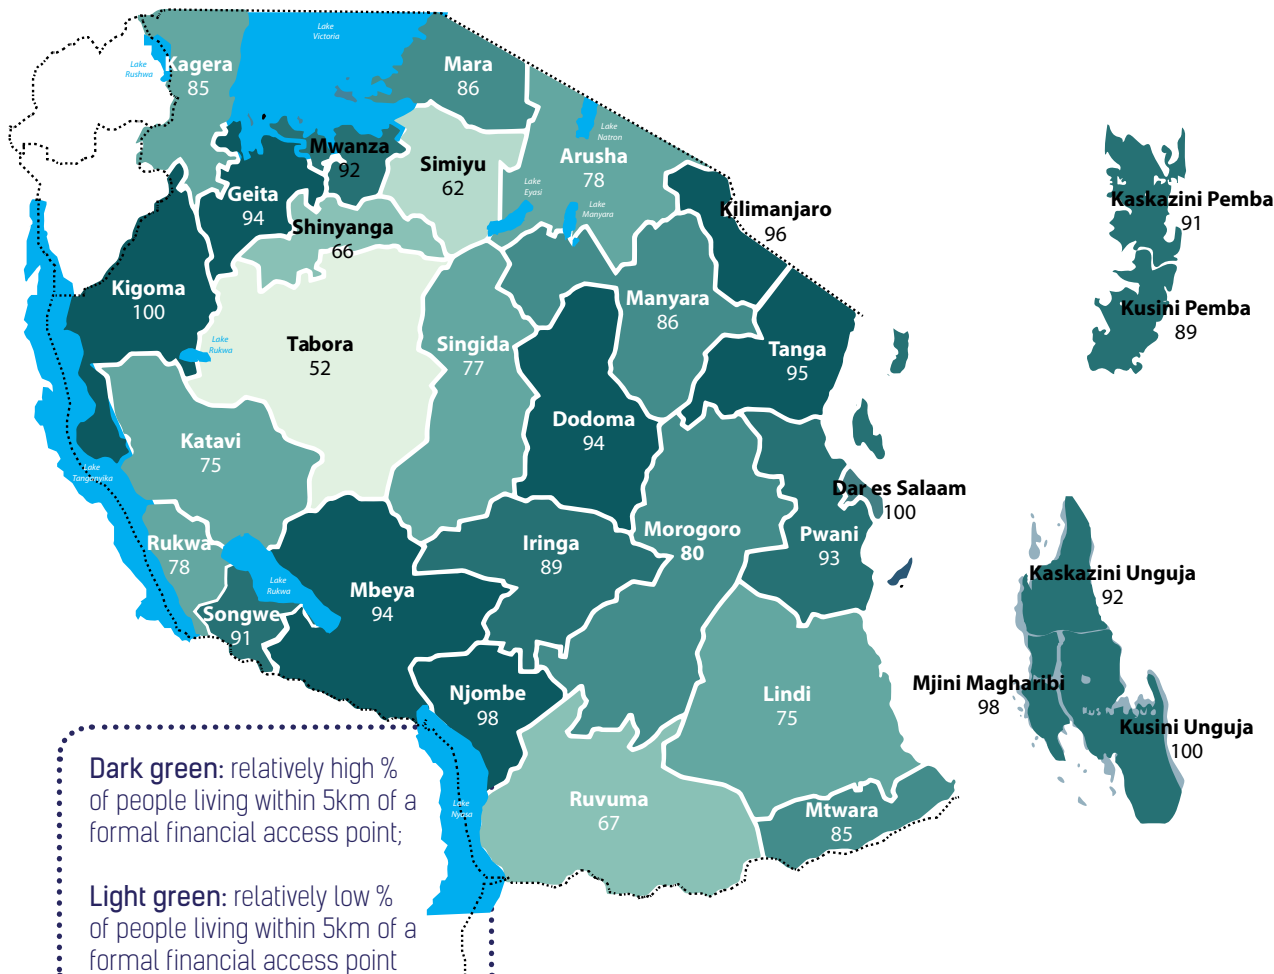 Lake
Victoria
Lake
Rushwa
Kagera
85
Mara
86
Lake
Natron
Mwanza
92
Simiyu
62
Arusha
78
Lake
Eyasi
Lake
Manyara
Geita
94
Shinyanga
66
Kilimanjaro
96
Kaskazini Pemba
91
Kigoma
100
Manyara
86
Kusini Pemba
89
Lake
Rukwa
Tabora
52
Singida
77
Tanga
95
Dodoma
94
Katavi
75
Lake
Tanganyika
Dar es Salaam
100
Rukwa
78
Iringa
89
Morogoro
80
Pwani
93
Lake
Rukwa
Mbeya
94
Kaskazini Unguja
92
Songwe
91
Njombe
98
Lindi
75
Mjini Magharibi
98
Kusini Unguja
100
Lake
Nyasa
Ruvuma
67
Mtwara
85
Dark green: relatively high %
of people living within 5km of a
formal financial access point;
Light green: relatively low %
of people living within 5km of a
formal financial access point